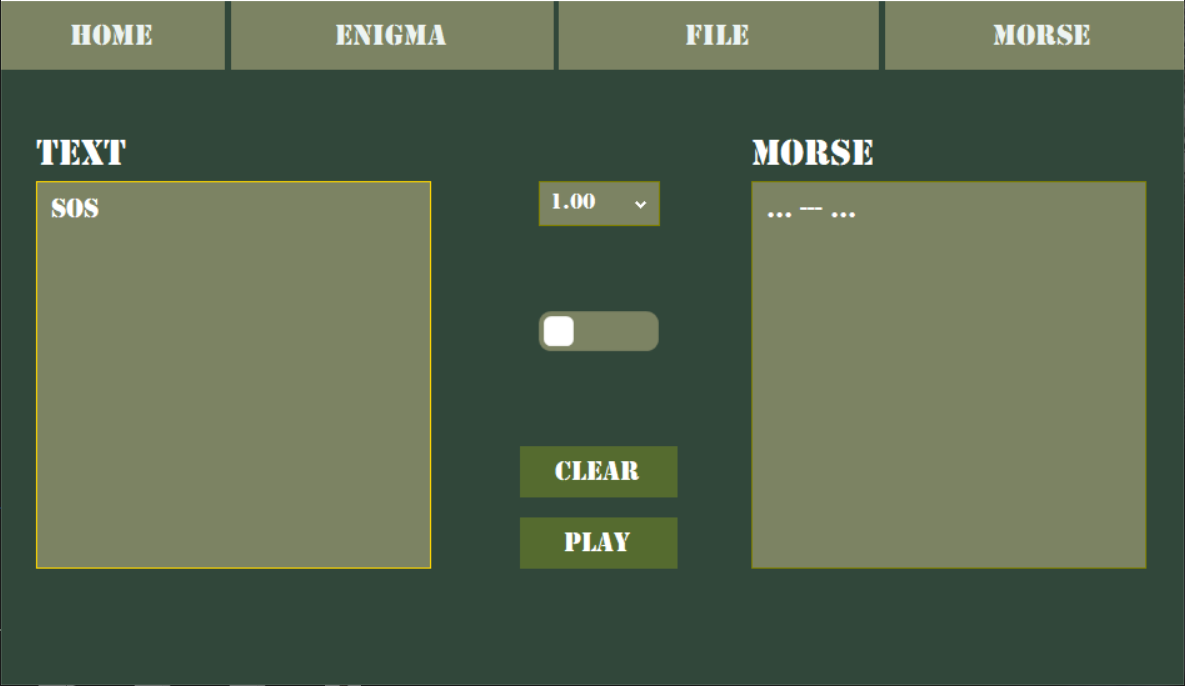 HOME ENIGMA FILE MORSE
TEXT MORSE
SOS 1.00 ... --- ...
CLEAR
PLAY